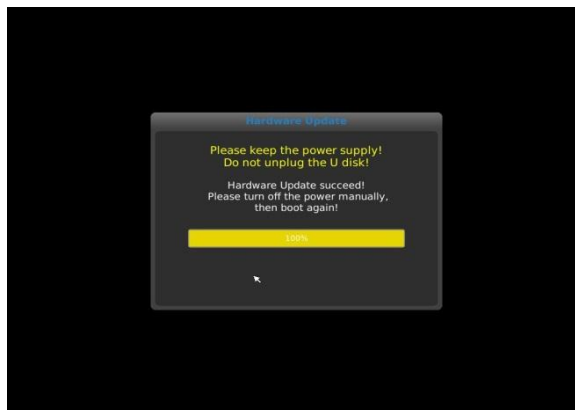 Hardware Update
Please keep the power supply!
Do not unplug the U disk!
Hardware Update succeed!
Please turn off the power manually,
then boot again!
100%